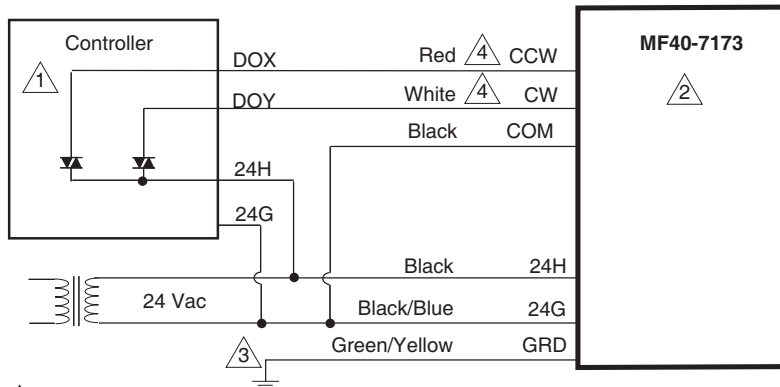 Controller
MF40-7173
1
DOX
Red
4
CCW
2
DOY
White
4
CW
Black
COM
24H
24G
Black
24H
24 Vac
Black/Blue
24G
3
Green/Yellow
GRD